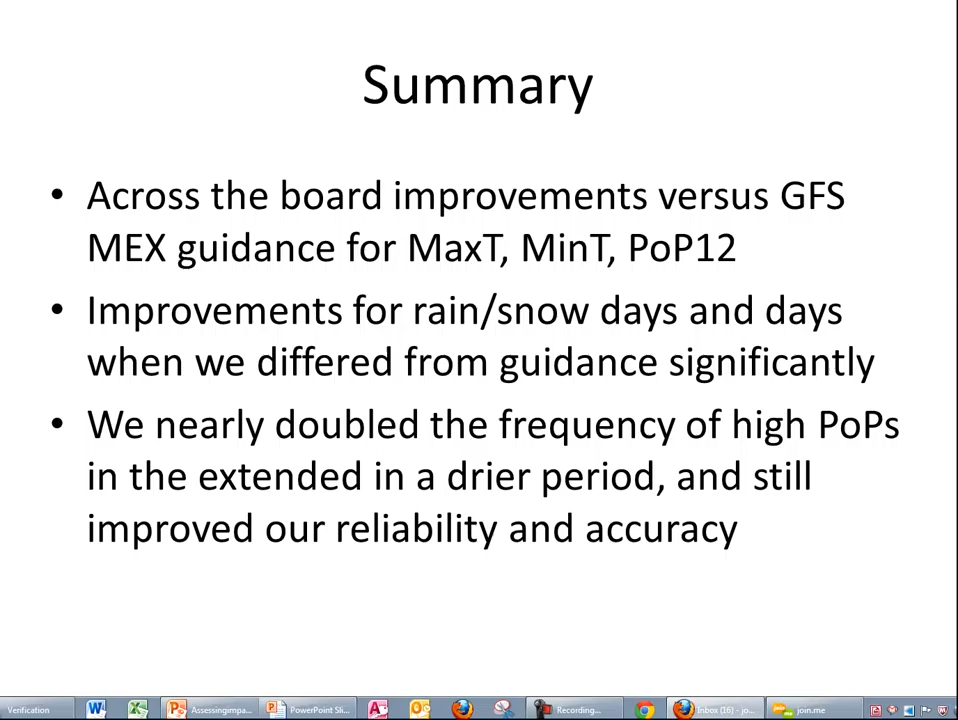 Summary
• Across the board improvements versus GFS
MEX guidance for MaxT, MinT, PoP12
• Improvements for rain/snow days and days
when we differed from guidance significantly
• We nearly doubled the frequency of high PoPs
in the extended in a drier period, and still
improved our reliability and accuracy
Verification Assessingimpa... PowerPoint Sli... Recording... Inbox (16) - jo... join.me